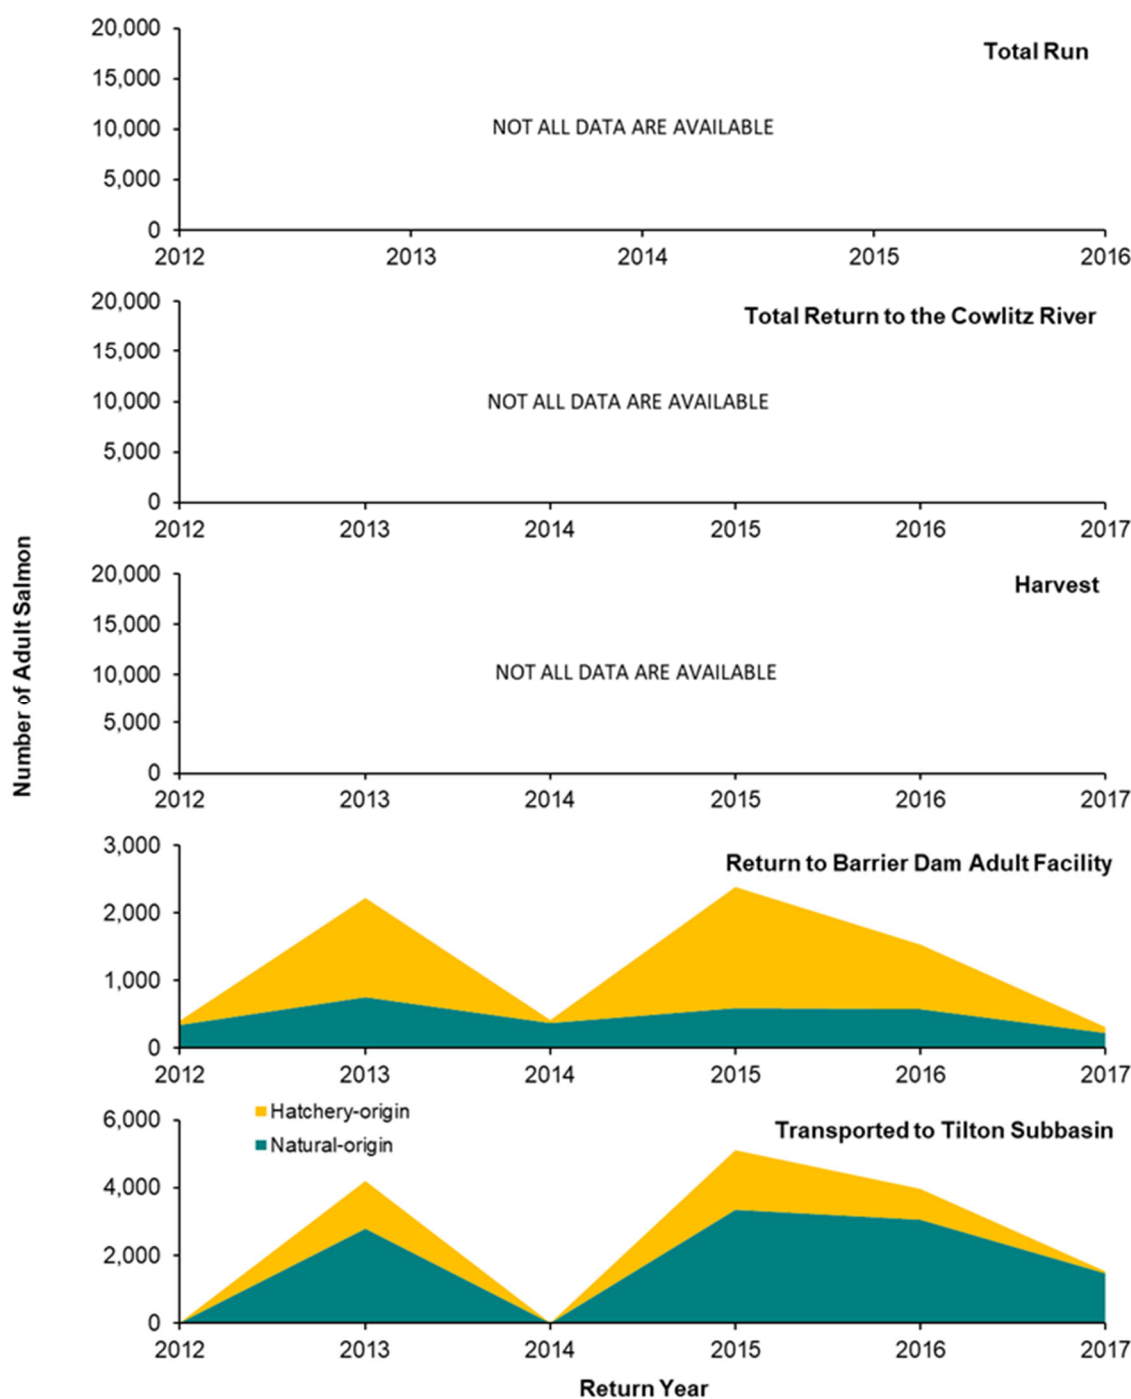 Number of Adult Salmon
Total Run
20,000
15,000
10,000
5,000
0
NOT ALL DATA ARE AVAILABLE
2012 2013 2014 2015 2016
Total Return to the Cowlitz River
20,000
15,000
10,000
5,000
0
NOT ALL DATA ARE AVAILABLE
2012 2013 2014 2015 2016 2017
Harvest
20,000
15,000
10,000
5,000
0
NOT ALL DATA ARE AVAILABLE
2012 2013 2014 2015 2016 2017
Return to Barrier Dam Adult Facility
3,000
2,000
1,000
0
2012 2013 2014 2015 2016 2017
Hatchery-origin
Natural-origin
Transported to Tilton Subbasin
6,000
4,000
2,000
0
2012 2013 2014 2015 2016 2017
Return Year